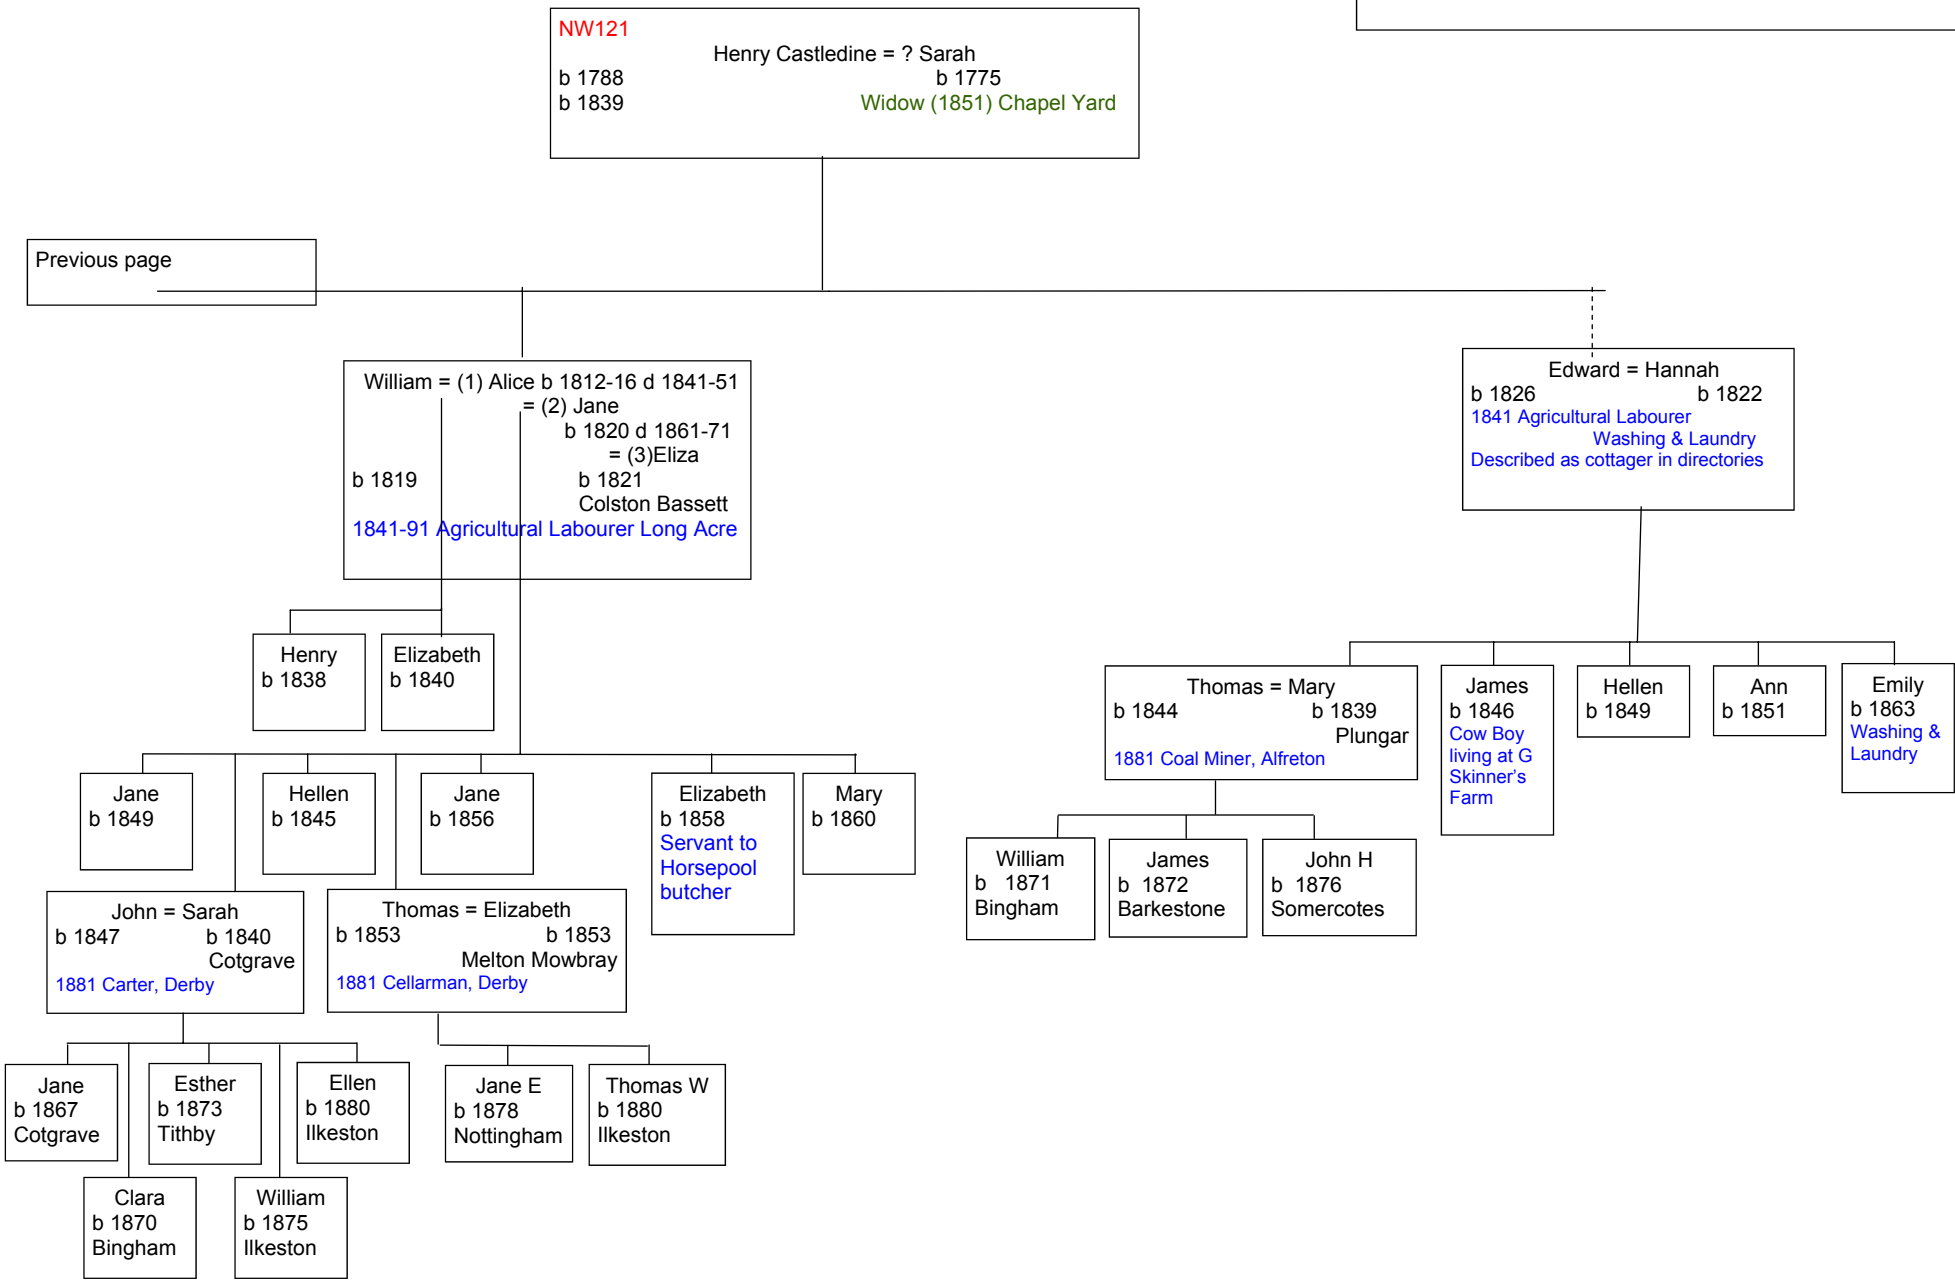 NW121
Henry Castledine = ? Sarah
b 1788 b 1775
b 1839 Widow (1851) Chapel Yard
Previous page
William = (1) Alice b 1812-16 d 1841-51
= (2) Jane
b 1820 d 1861-71
= (3)Eliza
b 1819 b 1821
Colston Bassett
1841-91 Agricultural Labourer Long Acre
Edward = Hannah
b 1826 b 1822
1841 Agricultural Labourer
Washing & Laundry
Described as cottager in directories
Henry
b 1838
Elizabeth
b 1840
Thomas = Mary
b 1844 b 1839
Plungar
1881 Coal Miner, Alfreton
James
b 1846
Cow Boy
living at G
Skinner's
Farm
Hellen
b 1849
Ann
b 1851
Emily
b 1863
Washing &
Laundry
Jane
b 1849
Hellen
b 1845
Jane
b 1856
Elizabeth
b 1858
Servant to
Horsepool
butcher
Mary
b 1860
William
b 1871
Bingham
James
b 1872
Barkestone
John H
b 1876
Somercotes
John = Sarah
b 1847 b 1840
Cotgrave
1881 Carter, Derby
Thomas = Elizabeth
b 1853 b 1853
Melton Mowbray
1881 Cellarman, Derby
Jane
b 1867
Cotgrave
Esther
b 1873
Tithby
Ellen
b 1880
Ilkeston
Jane E
b 1878
Nottingham
Thomas W
b 1880
Ilkeston
Clara
b 1870
Bingham
William
b 1875
Ilkeston